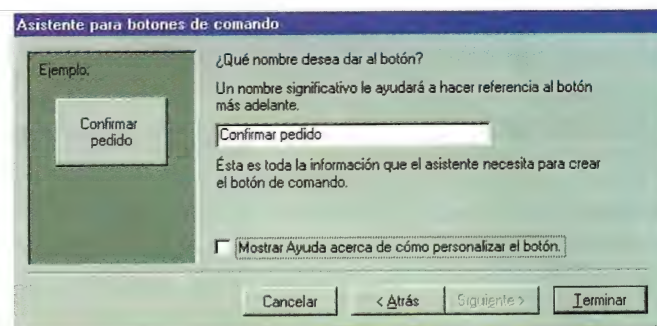 Asistente para botones de comando
Ejemplo:
Confirmar
pedido
¿Qué nombre desea dar al botón?
Un nombre significativo le ayudará a hacer referencia al botón
más adelante.
Confirmar pedido
Ésta es toda la información que el asistente necesita para crear
el botón de comando.
Mostrar Ayuda acerca de cómo personalizar el botón.
Cancelar
< Atrás
Siguiente >
Terminar